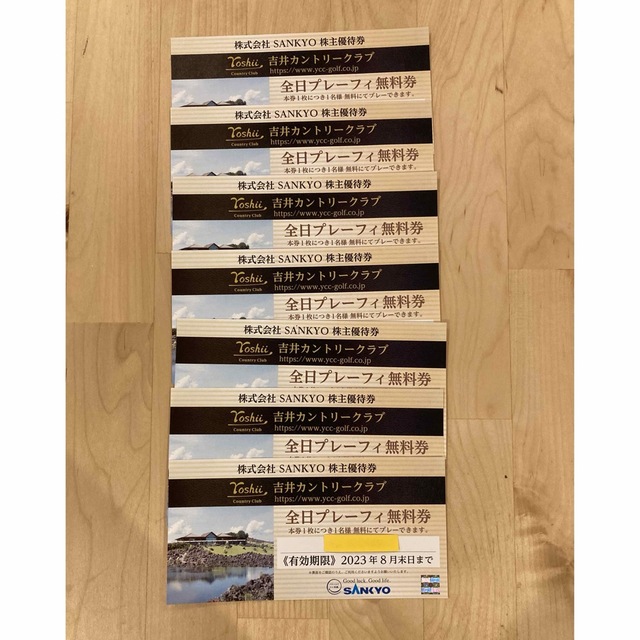 株式会社 SANKYO 株主優待券
Yoshii Country Club 吉井カントリークラブ
https://www.ycc-golf.co.jp
全日プレーフィ無料券
本券1枚につき1名様 無料にてプレーできます。
株式会社 SANKYO 株主優待券
Yoshii Country Club 吉井カントリークラブ
https://www.ycc-golf.co.jp
全日プレーフィ無料券
本券1枚につき1名様 無料にてプレーできます。
株式会社 SANKYO 株主優待券
Yoshii Country Club 吉井カントリークラブ
https://www.ycc-golf.co.jp
全日プレーフィ無料券
本券1枚につき1名様 無料にてプレーできます。
株式会社 SANKYO 株主優待券
Yoshii Country Club 吉井カントリークラブ
https://www.ycc-golf.co.jp
全日プレーフィ無料券
本券1枚につき1名様 無料にてプレーできます。
株式会社 SANKYO 株主優待券
Yoshii Country Club 吉井カントリークラブ
https://www.ycc-golf.co.jp
全日プレーフィ無料券
株式会社 SANKYO 株主優待券
Yoshii Country Club 吉井カントリークラブ
https://www.ycc-golf.co.jp
全日プレーフィ無料券
株式会社 SANKYO 株主優待券
Yoshii Country Club 吉井カントリークラブ
https://www.ycc-golf.co.jp
全日プレーフィ無料券
本券1枚につき1名様 無料にてプレーできます。
《有効期限》2023年8月末日まで
Good luck. Good life.
SANKYO